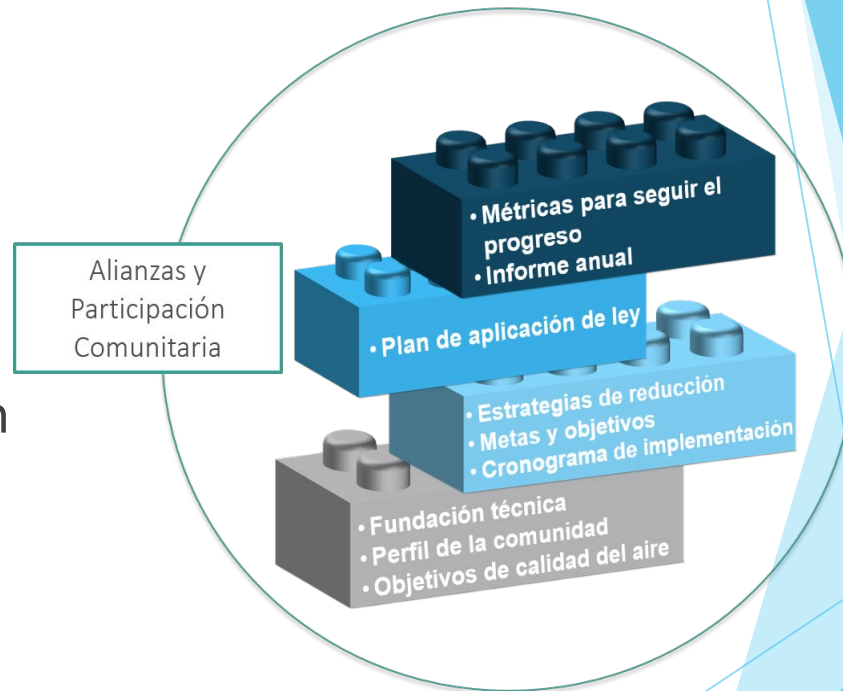 Alianzas y
Participación
Comunitaria
• Métricas para seguir el
progreso
• Informe anual
• Plan de aplicación de ley
• Estrategias de reducción
• Metas y objetivos
• Cronograma de implementación
• Fundación técnica
• Perfil de la comunidad
• Objetivos de calidad del aire